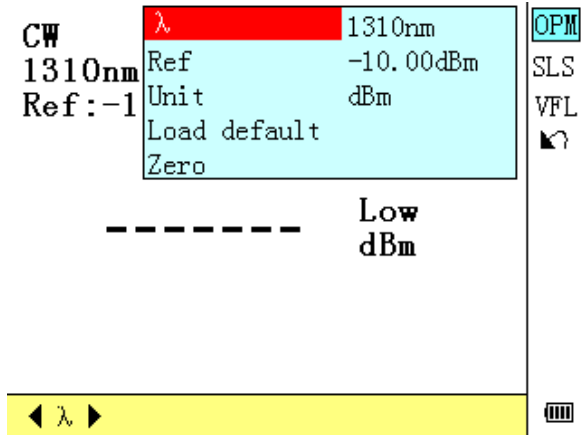 CW
1310nm
Ref:-1
λ 1310nm
Ref -10.00dBm
Unit dBm
Load default
Zero
Low
dBm
OPM
SLS
VFL
λ